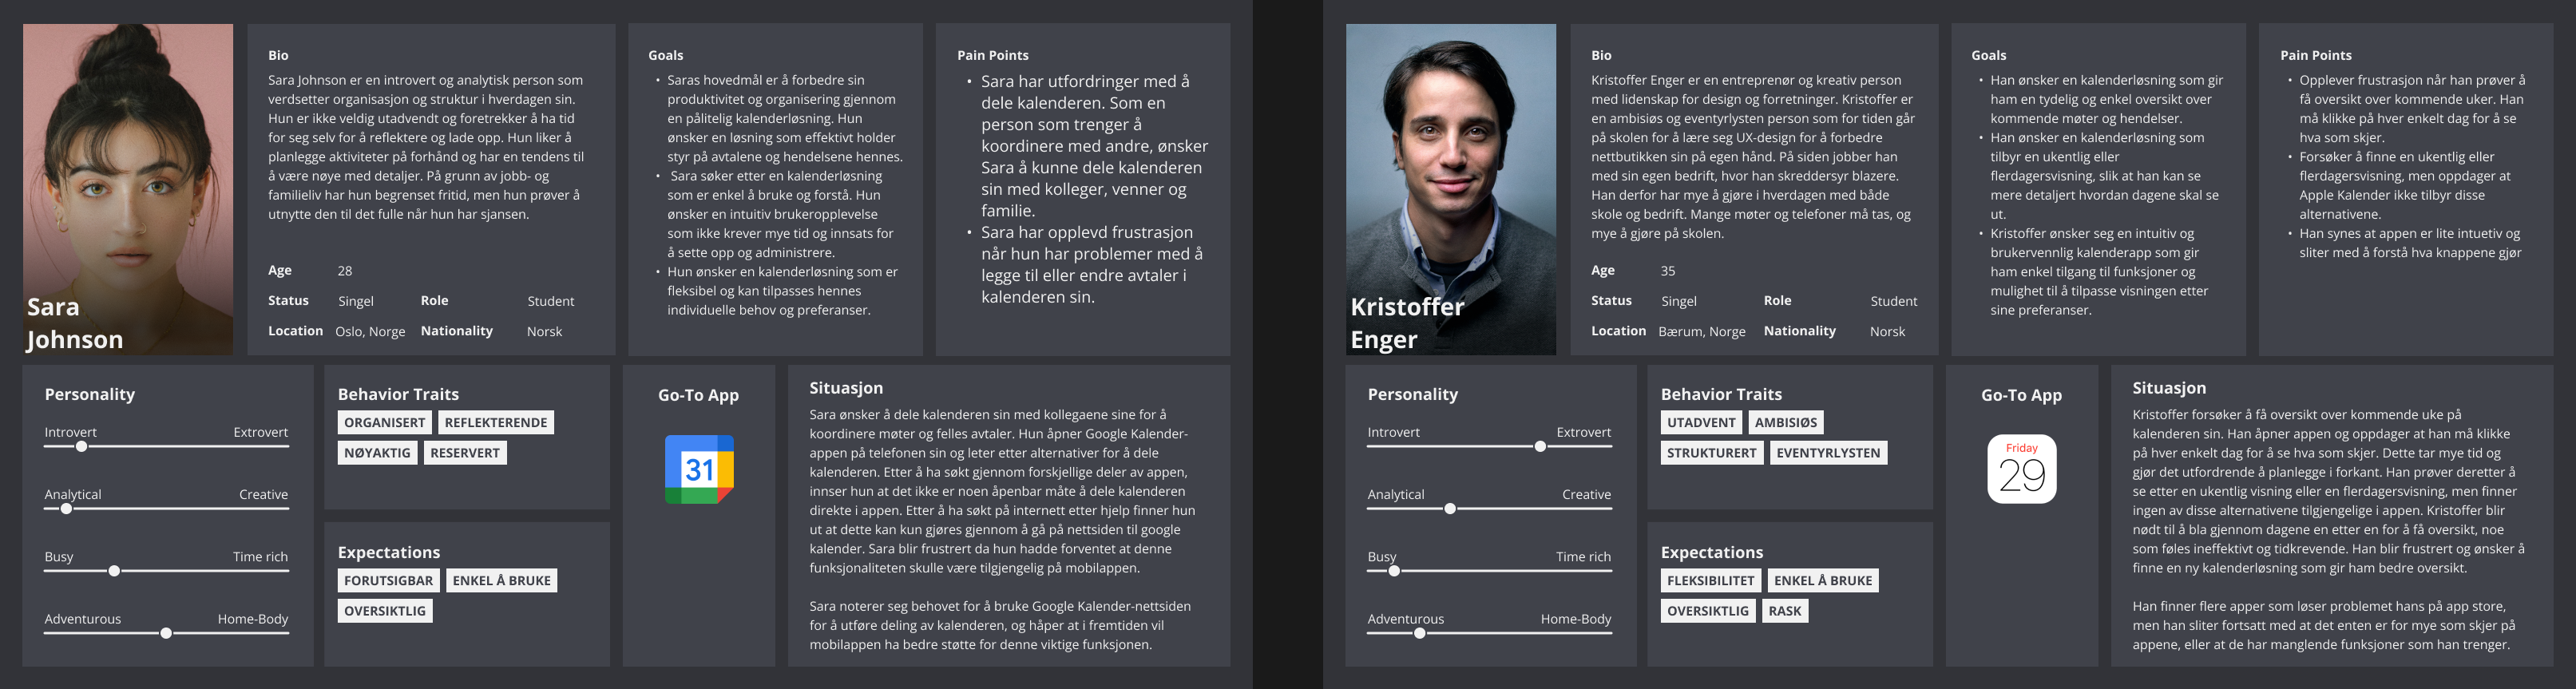 Sara
Johnson
Bio
Sara Johnson er en introvert og analytisk person som
verdsetter organisasjon og struktur i hverdagen sin.
Hun er ikke veldig utadvendt og foretrekker å ha tid
for seg selv for å reflektere og lade opp. Hun liker å
planlegge aktiviteter på forhånd og har en tendens til
å være nøye med detaljer. På grunn av jobb- og
familieliv har hun begrenset fritid, men hun prøver å
utnytte den til det fulle når hun har sjansen.
Age 28
Status Singel Role Student
Location Oslo, Norge Nationality Norsk
Goals
• Saras hovedmål er å forbedre sin
produktivitet og organisering gjennom
en pålitelig kalenderløsning. Hun
ønsker en løsning som effektivt holder
styr på avtalene og hendelsene hennes.
• Sara søker etter en kalenderløsning
som er enkel å bruke og forstå. Hun
ønsker en intuitiv brukeropplevelse
som ikke krever mye tid og innsats for
å sette opp og administrere.
• Hun ønsker en kalenderløsning som er
fleksibel og kan tilpasses hennes
individuelle behov og preferanser.
Pain Points
• Sara har utfordringer med å
dele kalenderen. Som en
person som trenger å
koordinere med andre, ønsker
Sara å kunne dele kalenderen
sin med kolleger, venner og
familie.
• Sara har opplevd frustrasjon
når hun har problemer med å
legge til eller endre avtaler i
kalenderen sin.
Personality
Introvert Extrovert
Analytical Creative
Busy Time rich
Adventurous Home-Body
Behavior Traits
ORGANISERT REFLEKTERENDE
NØYAKTIG RESERVERT
Expectations
FORUTSIGBAR ENKEL Å BRUKE
OVERSIKTLIG
Go-To App
31
Situasjon
Sara ønsker å dele kalenderen sin med kollegaene sine for å
koordinere møter og felles avtaler. Hun åpner Google Kalender-
appen på telefonen sin og leter etter alternativer for å dele
kalenderen. Etter å ha søkt gjennom forskjellige deler av appen,
innser hun at det ikke er noen åpenbar måte å dele kalenderen
direkte i appen. Etter å ha søkt på internett etter hjelp finner hun
ut at dette kan kun gjøres gjennom å gå på nettsiden til google
kalender. Sara blir frustrert da hun hadde forventet at denne
funksjonaliteten skulle være tilgjengelig på mobilappen.
Sara noterer seg behovet for å bruke Google Kalender-nettsiden
for å utføre deling av kalenderen, og håper at i fremtiden vil
mobilappen ha bedre støtte for denne viktige funksjonen.
Kristoffer
Enger
Bio
Kristoffer Enger er en entreprenør og kreativ person
med lidenskap for design og forretninger. Kristoffer er
en ambisiøs og eventyrlysten person som for tiden går
på skolen for å lære seg UX-design for å forbedre
nettbutikken sin på egen hånd. På siden jobber han
med sin egen bedrift, hvor han skreddersyr blazere.
Han derfor har mye å gjøre i hverdagen med både
skole og bedrift. Mange møter og telefoner må tas, og
mye å gjøre på skolen.
Age 35
Status Singel Role Student
Location Bærum, Norge Nationality Norsk
Goals
• Han ønsker en kalenderløsning som gir
ham en tydelig og enkel oversikt over
kommende møter og hendelser.
• Han ønsker en kalenderløsning som
tilbyr en ukentlig eller
flerdagersvisning, slik at han kan se
mere detaljert hvordan dagene skal se
ut.
• Kristoffer ønsker seg en intuitiv og
brukervennlig kalenderapp som gir
ham enkel tilgang til funksjoner og
mulighet til å tilpasse visningen etter
sine preferanser.
Pain Points
• Opplever frustrasjon når han prøver å
få oversikt over kommende uker. Han
må klikke på hver enkelt dag for å se
hva som skjer.
• Forsøker å finne en ukentlig eller
flerdagersvisning, men oppdager at
Apple Kalender ikke tilbyr disse
alternativene.
• Han synes at appen er lite intuetiv og
sliter med å forstå hva knappene gjør
Personality
Introvert Extrovert
Analytical Creative
Busy Time rich
Adventurous Home-Body
Behavior Traits
UTADVENT AMBISIØS
STRUKTURERT EVENTYRLYSTEN
Expectations
FLEKSIBILITET ENKEL Å BRUKE
OVERSIKTLIG RASK
Go-To App
Friday
29
Situasjon
Kristoffer forsøker å få oversikt over kommende uke på
kalenderen sin. Han åpner appen og oppdager at han må klikke
på hver enkelt dag for å se hva som skjer. Dette tar mye tid og
gjør det utfordrende å planlegge i forkant. Han prøver deretter å
se etter en ukentlig visning eller en flerdagersvisning, men finner
ingen av disse alternativene tilgjengelige i appen. Kristoffer blir
nødt til å bla gjennom dagene en etter en for å få oversikt, noe
som føles ineffektivt og tidkrevende. Han blir frustrert og ønsker å
finne en ny kalenderløsning som gir ham bedre oversikt.
Han finner flere apper som løser problemet hans på app store,
men han sliter fortsatt med at det enten er for mye som skjer på
appene, eller at de har manglende funksjoner som han trenger.